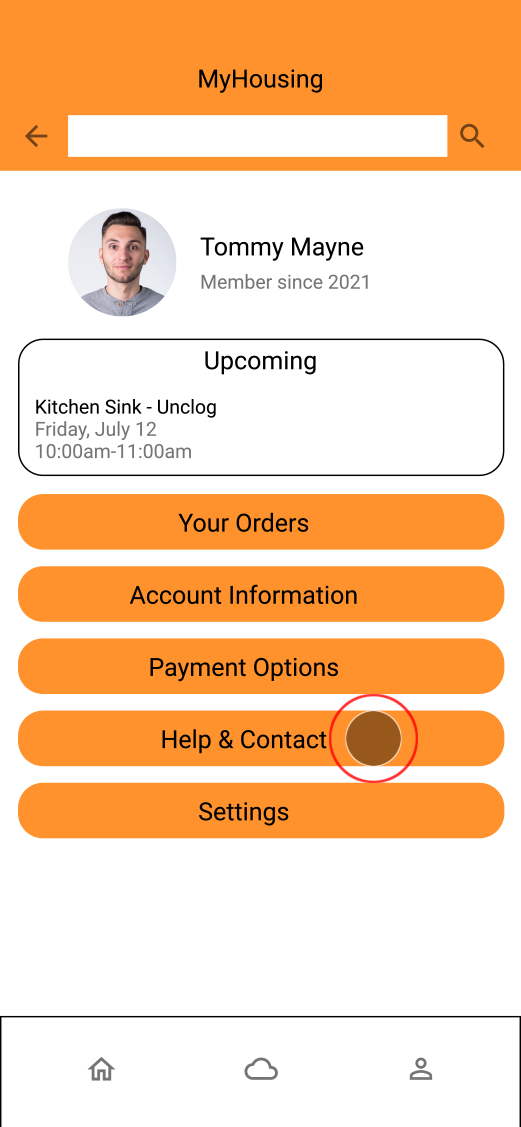 MyHousing
Tommy Mayne
Member since 2021
Upcoming
Kitchen Sink - Unclog
Friday, July 12
10:00am-11:00am
Your Orders
Account Information
Payment Options
Help & Contact
Settings